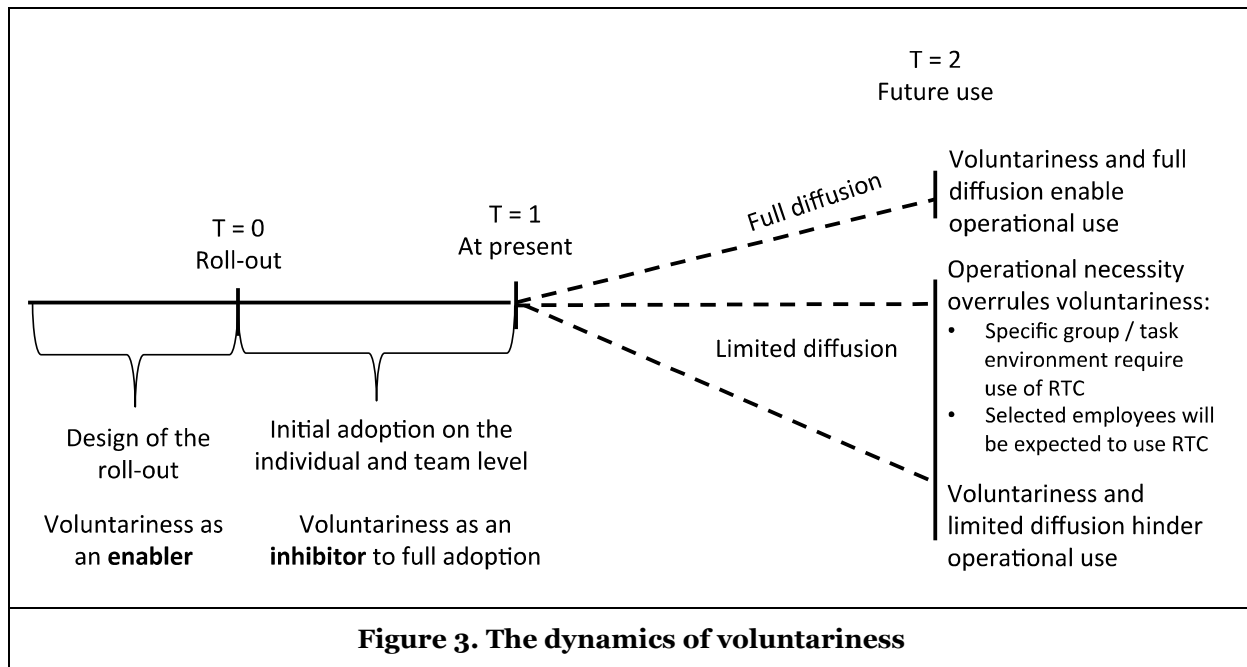 T = 2
Future use
Voluntariness and full
diffusion enable
operational use
Full diffusion
T = 1
At present
T = 0
Roll-out
Operational necessity
overrules voluntariness:
• Specific group / task
environment require
use of RTC
• Selected employees will
be expected to use RTC
Limited diffusion
Design of the
roll-out
Initial adoption on the
individual and team level
Voluntariness as
an enabler
Voluntariness as an
inhibitor to full adoption
Voluntariness and
limited diffusion hinder
operational use
Figure 3. The dynamics of voluntariness